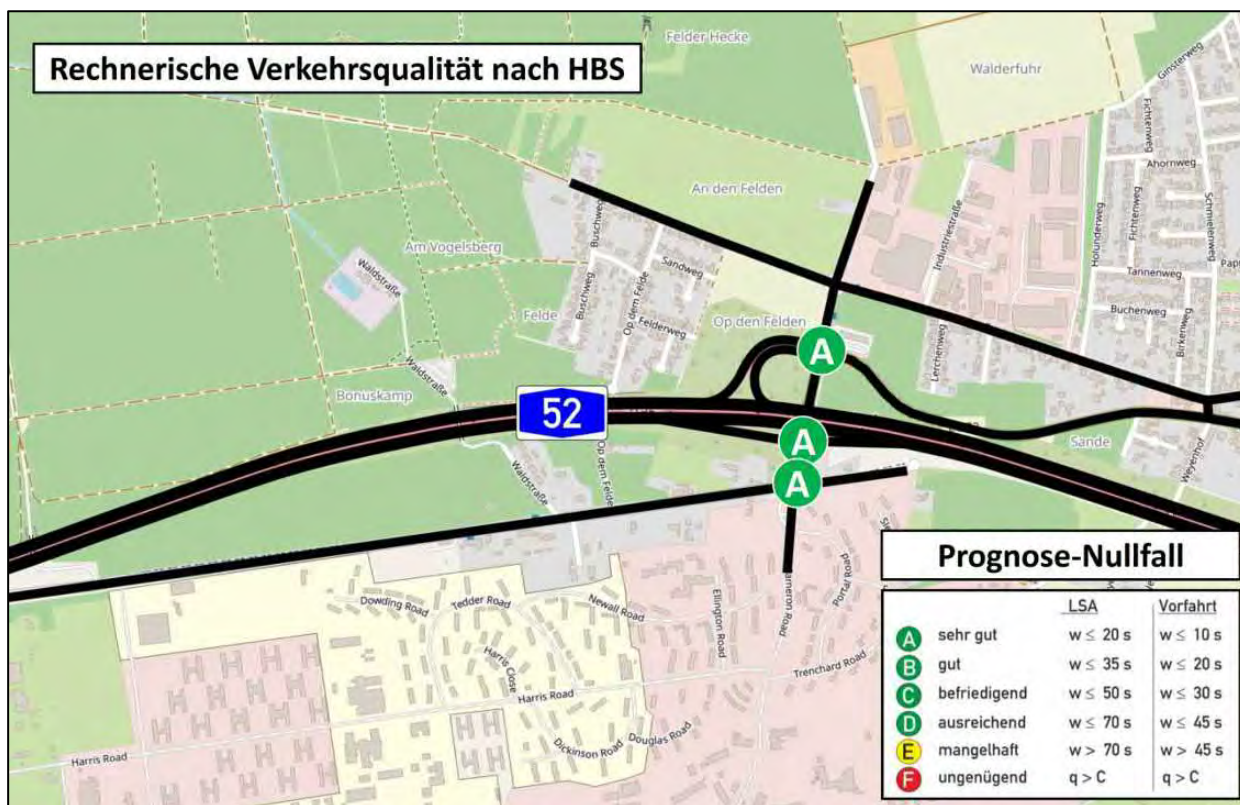 Rechnerische Verkehrsqualität nach HBS
Felder Hecke
Walderfuhr
Ginsterweg
Fichtenweg
Ahornweg
An den Felden
Buschweg
Industriestraße
Holunderweg
Fichtenweg
Schmielenweg
Am Vogelsberg
Waldstraße
Sandweg
Tannenweg
Buschweg
Op dem Felde
Felde
Felderweg
Op den Felden
Buchenweg
Birkenweg
A
Lerchenweg
Waldstraße
Bonuskamp
52
A
Sande
Weyenhof
Op dem Felde
Waldstraße
A
Prognose-Nullfall
Portal Road
Dowding Road
Tedder Road
Newall Road
Ellington Road
Trenchard Road
Harris Close
Harris Road
Harris Road
Dickinson Road
Douglas Road
LSA Vorfahrt
A sehr gut w ≤ 20 s w ≤ 10 s
B gut w ≤ 35 s w ≤ 20 s
C befriedigend w ≤ 50 s w ≤ 30 s
D ausreichend w ≤ 70 s w ≤ 45 s
E mangelhaft w > 70 s w > 45 s
F ungenügend q > C q > C